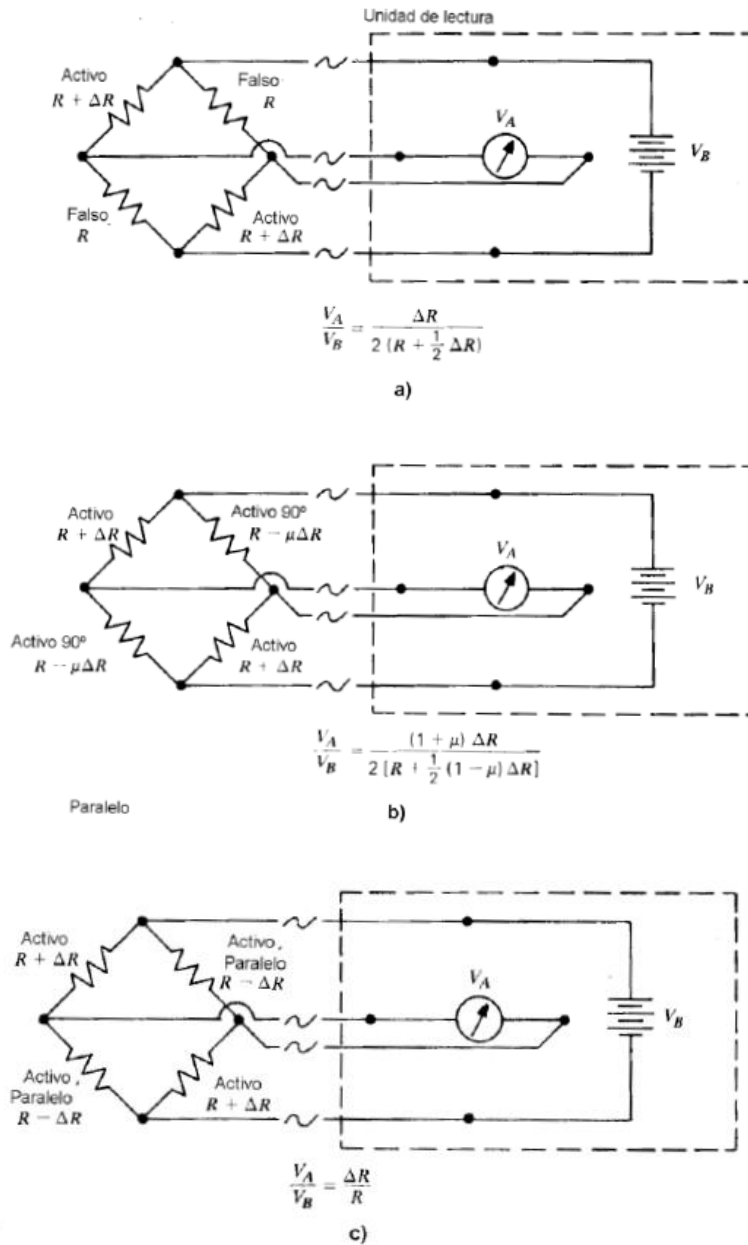 Unidad de lectura
Activo
R + ΔR
Falso
R
V_A
V_B
Falso
R
Activo
R + ΔR
V_A/V_B = ΔR / 2 (R + 1/2 ΔR)
a)
Activo
R + ΔR
Activo 90º
R − μΔR
V_A
V_B
Activo 90º
R − μΔR
Activo
R + ΔR
V_A/V_B = (1 + μ) ΔR / 2 [R + 1/2 (1 − μ) ΔR]
Paralelo
b)
Activo
R + ΔR
Activo,
Paralelo
R − ΔR
V_A
V_B
Activo,
Paralelo
R − ΔR
Activo
R + ΔR
V_A/V_B = ΔR/R
c)